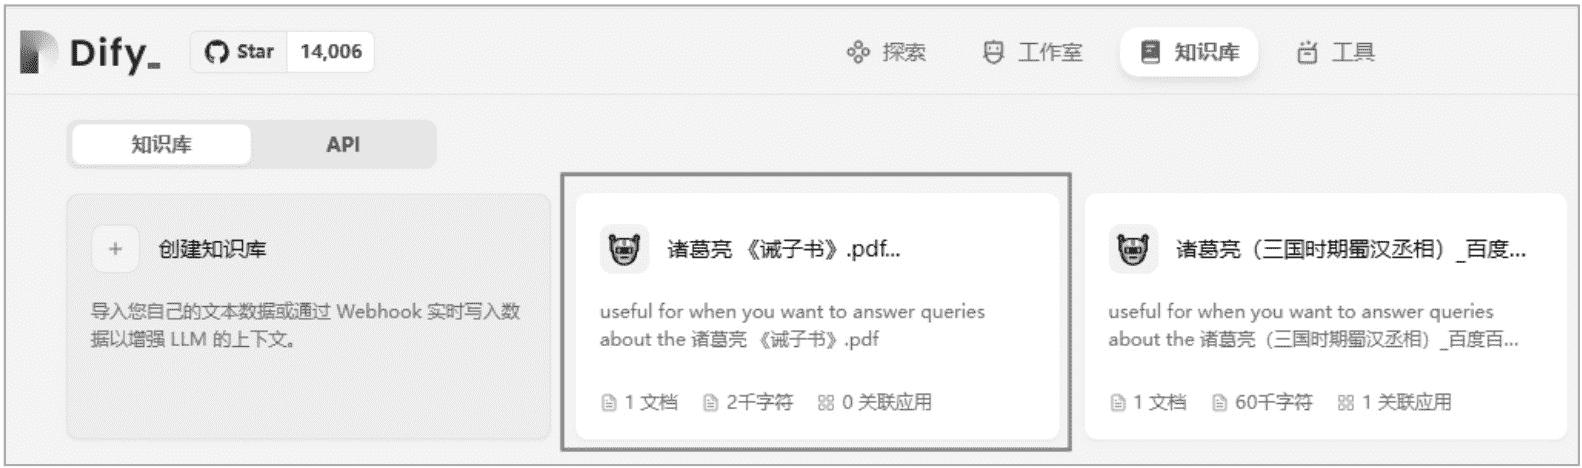 Dify_
Star 14,006
探索
工作室
知识库
工具
知识库
API
+ 创建知识库
导入您自己的文本数据或通过 Webhook 实时写入数
据以增强 LLM 的上下文。
诸葛亮 《诫子书》.pdf...
useful for when you want to answer queries
about the 诸葛亮 《诫子书》.pdf
1 文档
2千字符
0 关联应用
诸葛亮（三国时期蜀汉丞相）_百度...
useful for when you want to answer queries
about the 诸葛亮（三国时期蜀汉丞相）_百度百...
1 文档
60千字符
1 关联应用